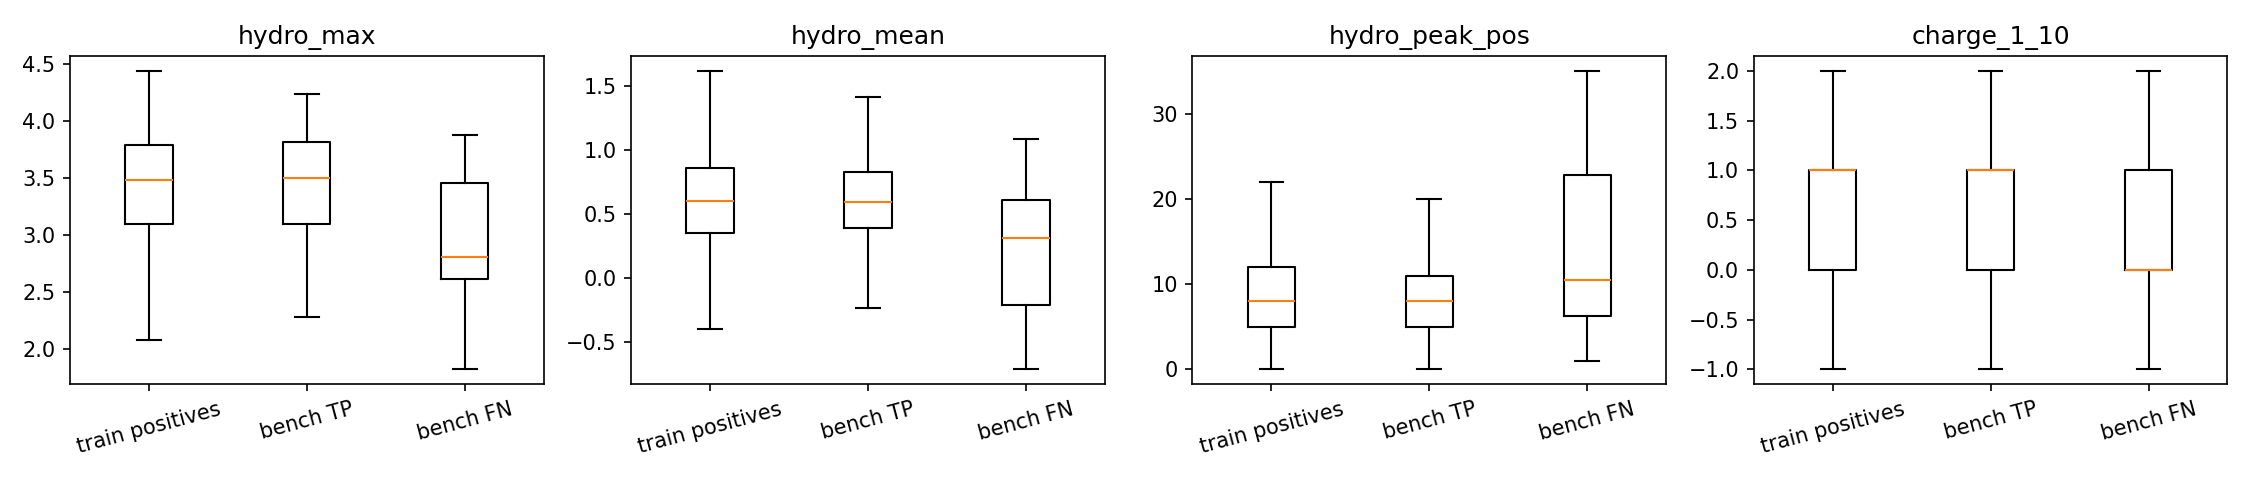 hydro_max
4.5
4.0
3.5
3.0
2.5
2.0
train positives
bench TP
bench FN
hydro_mean
1.5
1.0
0.5
0.0
−0.5
train positives
bench TP
bench FN
hydro_peak_pos
30
20
10
0
train positives
bench TP
bench FN
charge_1_10
2.0
1.5
1.0
0.5
0.0
−0.5
−1.0
train positives
bench TP
bench FN